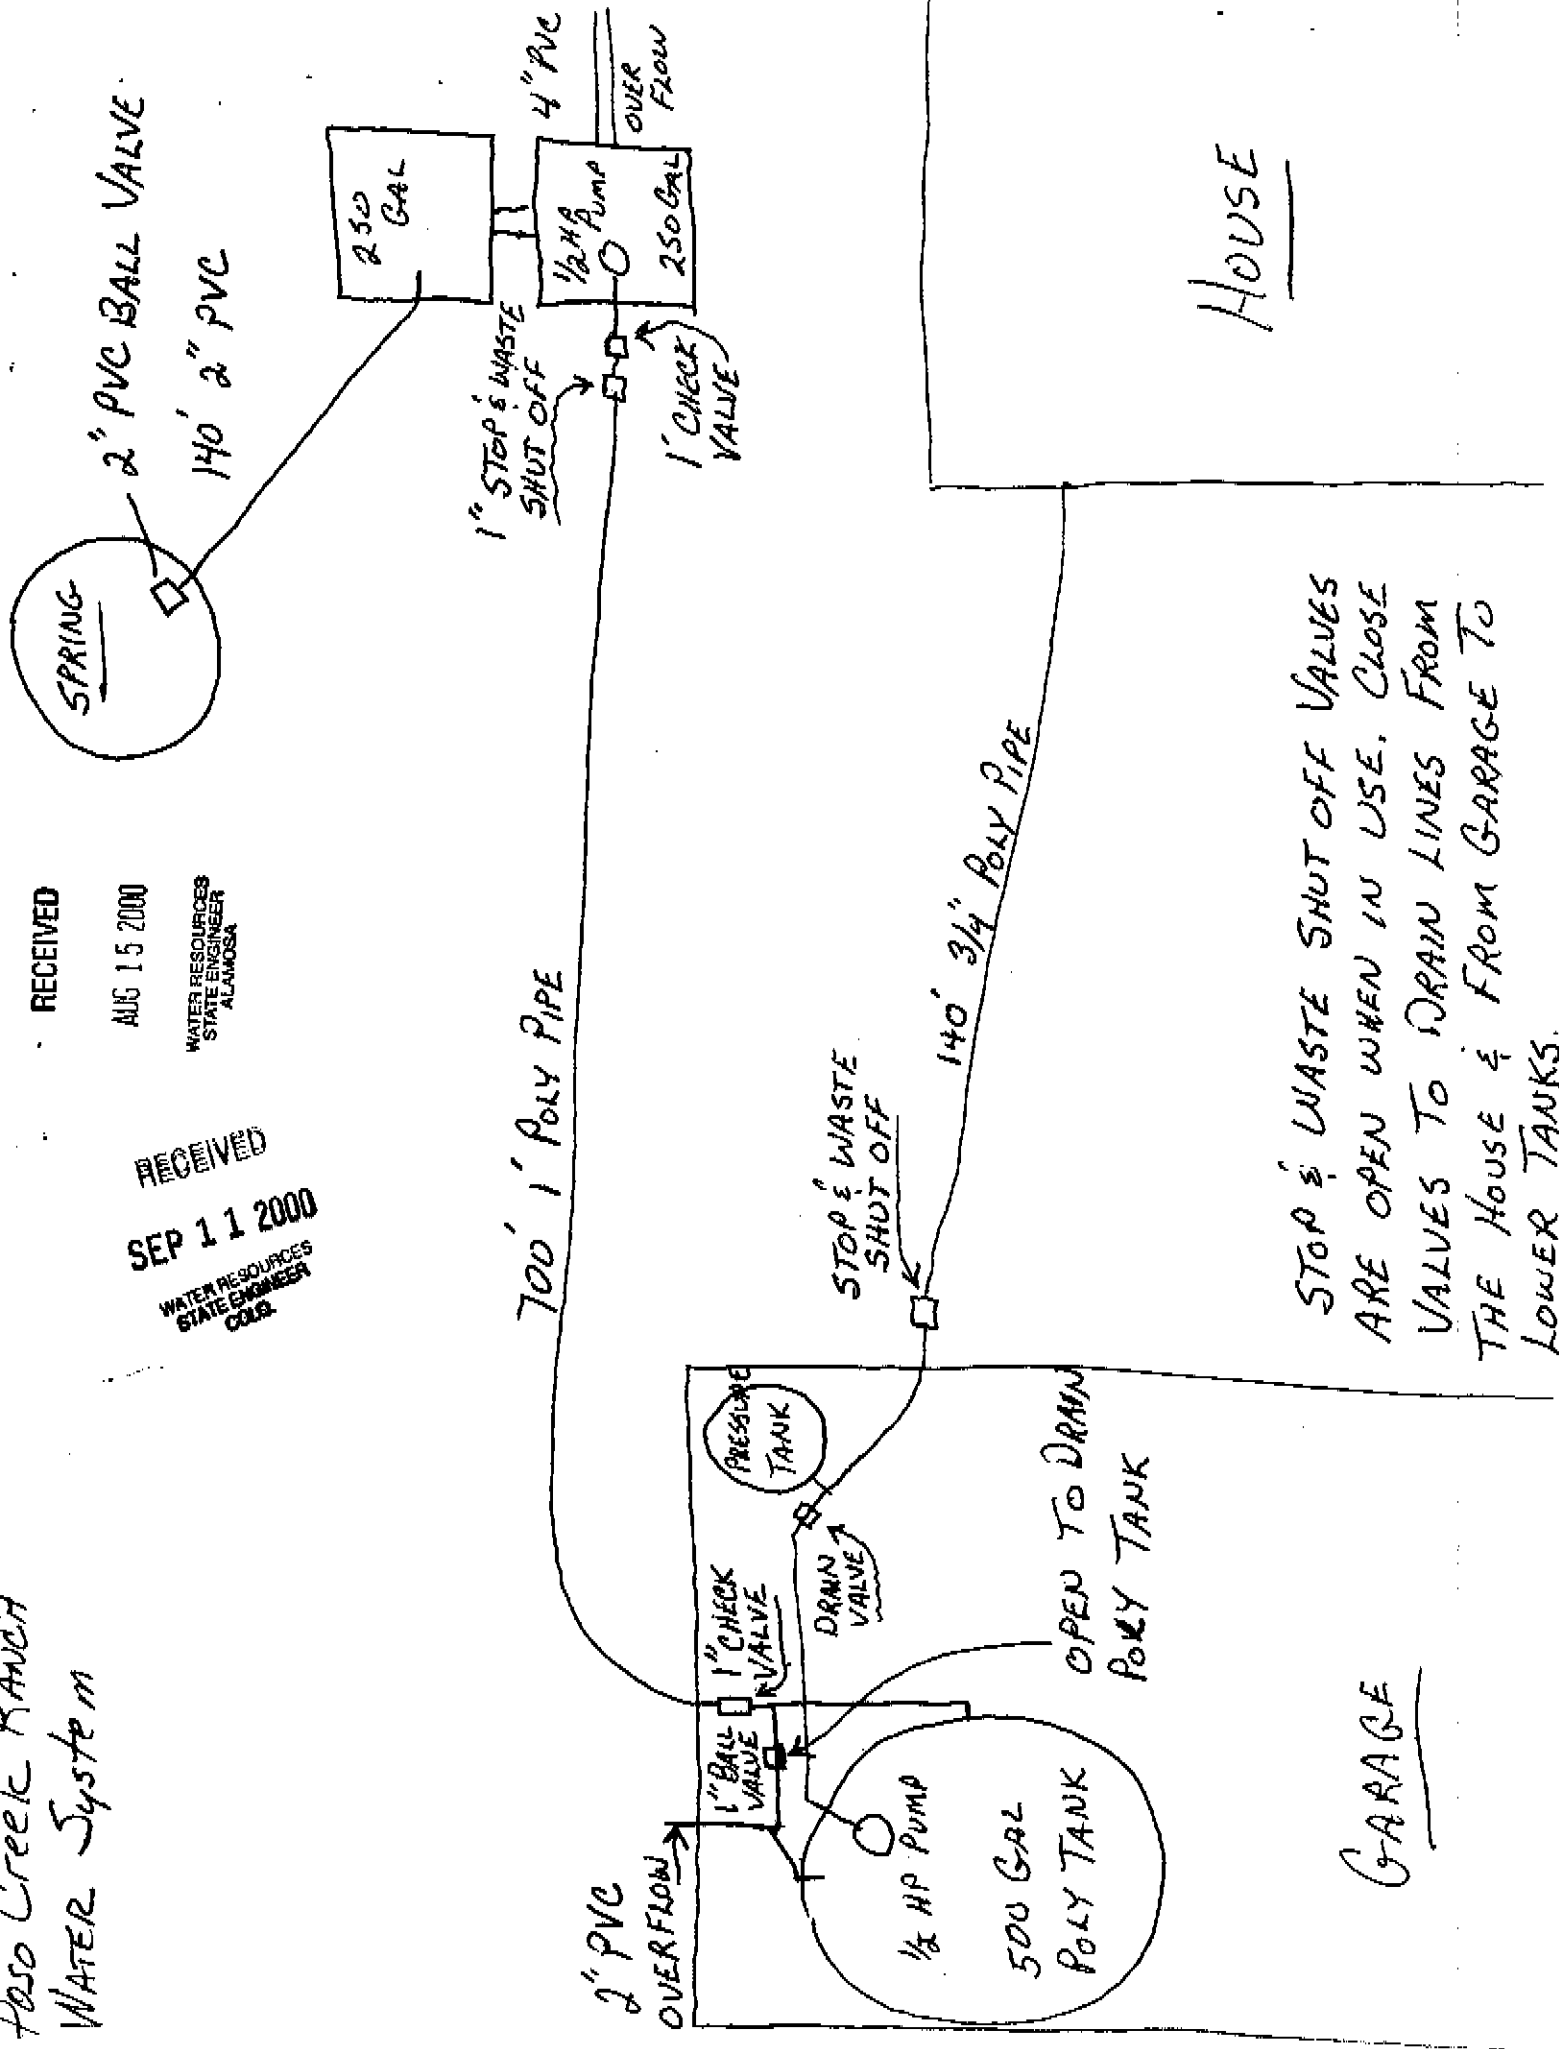 Poso Creek RANCH
WATER System
RECEIVED
SEP 11 2000
WATER RESOURCES
STATE ENGINEER
COLO.
RECEIVED
AUG 15 2000
WATER RESOURCES
STATE ENGINEER
ALAMOSA
SPRING
2" PVC BALL VALVE
140' 2" PVC
250
GAL
1/2 HP
PUMP
250 GAL
4" PVC
OVER
FLOW
1" STOP & WASTE
SHUT OFF
1" CHECK
VALVE
700' 1" POLY PIPE
2" PVC
OVERFLOW
1" BALL
VALVE
1" CHECK
VALVE
PRESSURE
TANK
DRAIN
VALVE
STOP & WASTE
SHUT OFF
140' 3/4" POLY PIPE
1/2 HP PUMP
500 GAL
POLY TANK
OPEN TO DRAIN
POLY TANK
GARAGE
HOUSE
STOP & WASTE SHUT OFF VALVES
ARE OPEN WHEN IN USE. CLOSE
VALVES TO DRAIN LINES FROM
THE HOUSE & FROM GARAGE TO
LOWER TANKS.